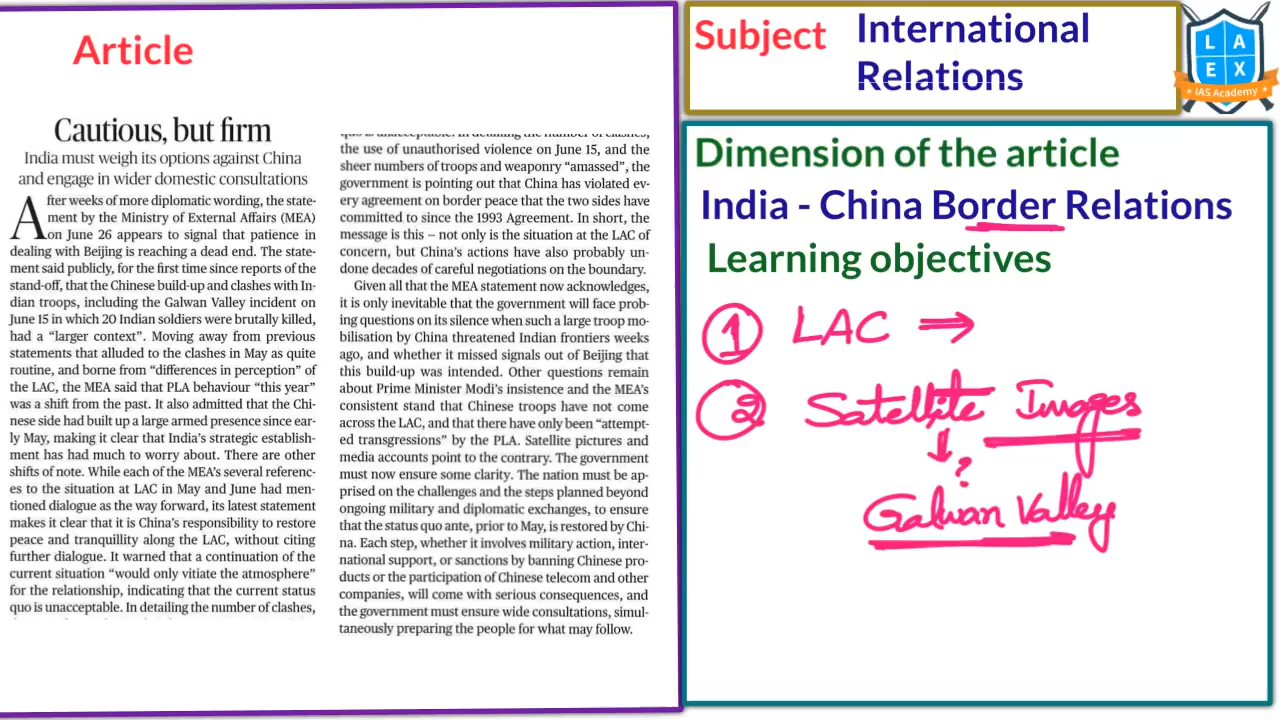 Article
Cautious, but firm
India must weigh its options against China
and engage in wider domestic consultations
After weeks of more diplomatic wording, the state-
ment by the Ministry of External Affairs (MEA)
on June 26 appears to signal that patience in
dealing with Beijing is reaching a dead end. The state-
ment said publicly, for the first time since reports of the
stand-off, that the Chinese build-up and clashes with In-
dian troops, including the Galwan Valley incident on
June 15 in which 20 Indian soldiers were brutally killed,
had a “larger context”. Moving away from previous
statements that alluded to the clashes in May as quite
routine, and borne from “differences in perception” of
the LAC, the MEA said that PLA behaviour “this year”
was a shift from the past. It also admitted that the Chi-
nese side had built up a large armed presence since ear-
ly May, making it clear that India’s strategic establish-
ment has had much to worry about. There are other
shifts of note. While each of the MEA’s several referenc-
es to the situation at LAC in May and June had men-
tioned dialogue as the way forward, its latest statement
makes it clear that it is China’s responsibility to restore
peace and tranquillity along the LAC, without citing
further dialogue. It warned that a continuation of the
current situation “would only vitiate the atmosphere”
for the relationship, indicating that the current status
quo is unacceptable. In detailing the number of clashes,
quo is unacceptable. In detailing the number of clashes,
the use of unauthorised violence on June 15, and the
sheer numbers of troops and weaponry “amassed”, the
government is pointing out that China has violated ev-
ery agreement on border peace that the two sides have
committed to since the 1993 Agreement. In short, the
message is this – not only is the situation at the LAC of
concern, but China’s actions have also probably un-
done decades of careful negotiations on the boundary.
Given all that the MEA statement now acknowledges,
it is only inevitable that the government will face prob-
ing questions on its silence when such a large troop mo-
bilisation by China threatened Indian frontiers weeks
ago, and whether it missed signals out of Beijing that
this build-up was intended. Other questions remain
about Prime Minister Modi’s insistence and the MEA’s
consistent stand that Chinese troops have not come
across the LAC, and that there have only been “attempt-
ed transgressions” by the PLA. Satellite pictures and
media accounts point to the contrary. The government
must now ensure some clarity. The nation must be ap-
prised on the challenges and the steps planned beyond
ongoing military and diplomatic exchanges, to ensure
that the status quo ante, prior to May, is restored by Chi-
na. Each step, whether it involves military action, inter-
national support, or sanctions by banning Chinese pro-
ducts or the participation of Chinese telecom and other
companies, will come with serious consequences, and
the government must ensure wide consultations, simul-
taneously preparing the people for what may follow.
Subject International
Relations
L A
E X
IAS Academy
Dimension of the article
India - China Border Relations
Learning objectives
1 LAC ⇒
2 Satellite Images
↓ ?
Galwan Valley